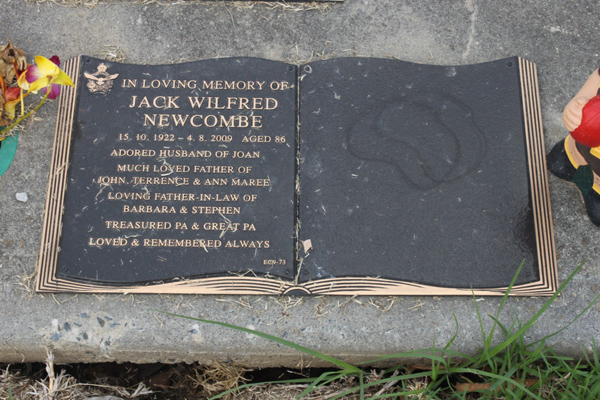 IN LOVING MEMORY OF
JACK WILFRED
NEWCOMBE
15. 10. 1922 – 4. 8. 2009 AGED 86
ADORED HUSBAND OF JOAN
MUCH LOVED FATHER OF
JOHN, TERRENCE & ANN MAREE
LOVING FATHER-IN-LAW OF
BARBARA & STEPHEN
TREASURED PA & GREAT PA
LOVED & REMEMBERED ALWAYS
ECN-73